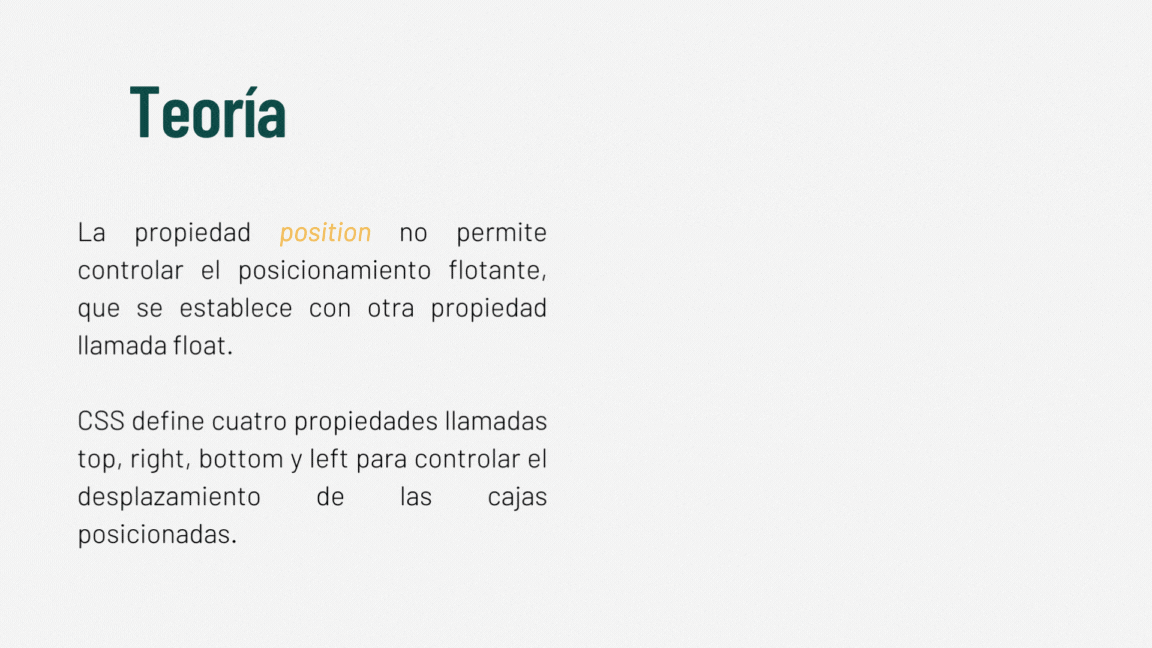 Teoría
La propiedad position no permite
controlar el posicionamiento flotante,
que se establece con otra propiedad
llamada float.
CSS define cuatro propiedades llamadas
top, right, bottom y left para controlar el
desplazamiento de las cajas
posicionadas.